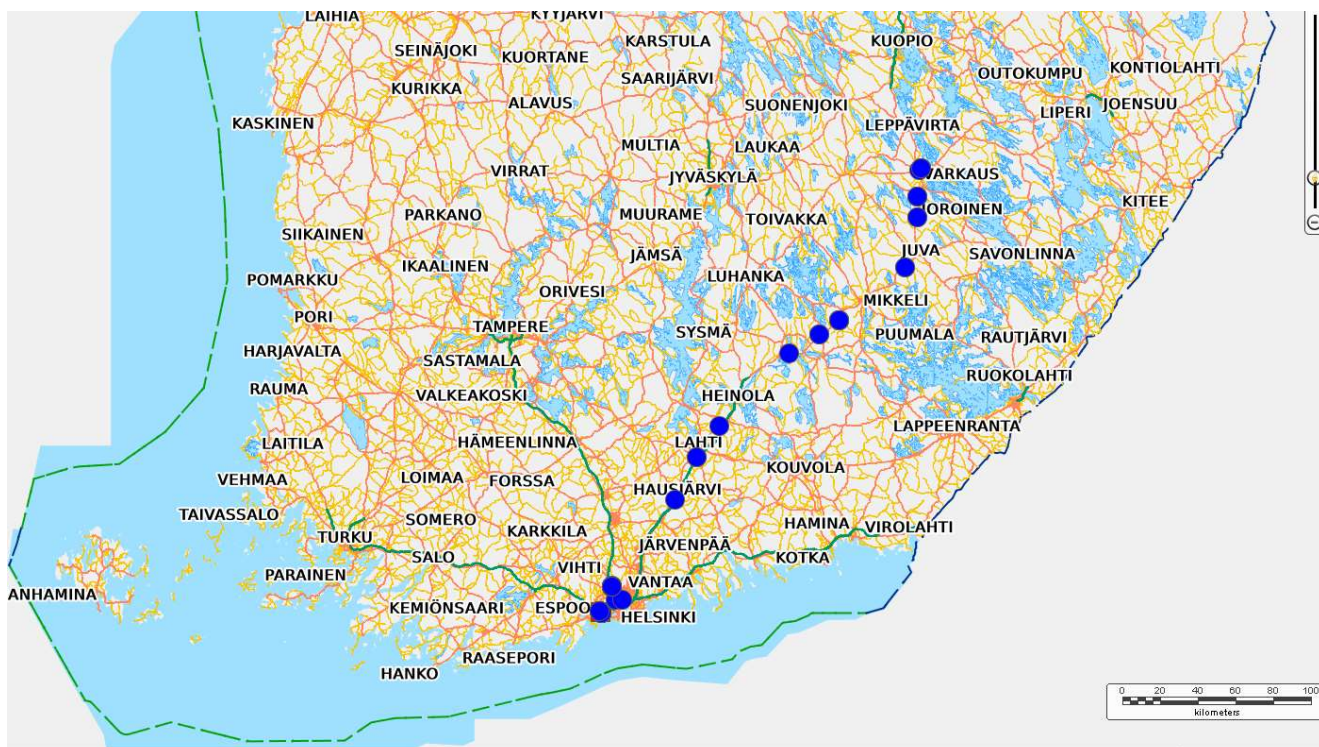 LAIHIA
KYYJÄRVI
KARSTULA
KUOPIO
SEINÄJOKI
KUORTANE
SAARIJÄRVI
OUTOKUMPU
KONTIOLAHTI
KURIKKA
ALAVUS
SUONENJOKI
JOENSUU
LIPERI
KASKINEN
LEPPÄVIRTA
MULTIA
LAUKAA
VIRRAT
JYVÄSKYLÄ
VARKAUS
KITEE
PARKANO
MUURAME
TOIVAKKA
OROINEN
SIIKAINEN
JÄMSÄ
JUVA
SAVONLINNA
IKAALINEN
LUHANKA
POMARKKU
ORIVESI
MIKKELI
PORI
TAMPERE
SYSMÄ
PUUMALA
RAUTJÄRVI
HARJAVALTA
SASTAMALA
RUOKOLAHTI
RAUMA
VALKEAKOSKI
HEINOLA
LAITILA
HÄMEENLINNA
LAHTI
LAPPEENRANTA
VEHMAA
LOIMAA
FORSSA
KOUVOLA
HAUSJÄRVI
TAIVASSALO
SOMERO
KARKKILA
HAMINA
VIROLAHTI
TURKU
SALO
JÄRVENPÄÄ
KOTKA
PARAINEN
VIHTI
VANTAA
ANHAMINA
KEMIÖNSAARI
ESPOO
HELSINKI
RAASEPORI
HANKO
0 20 40 60 80 100
kilometers